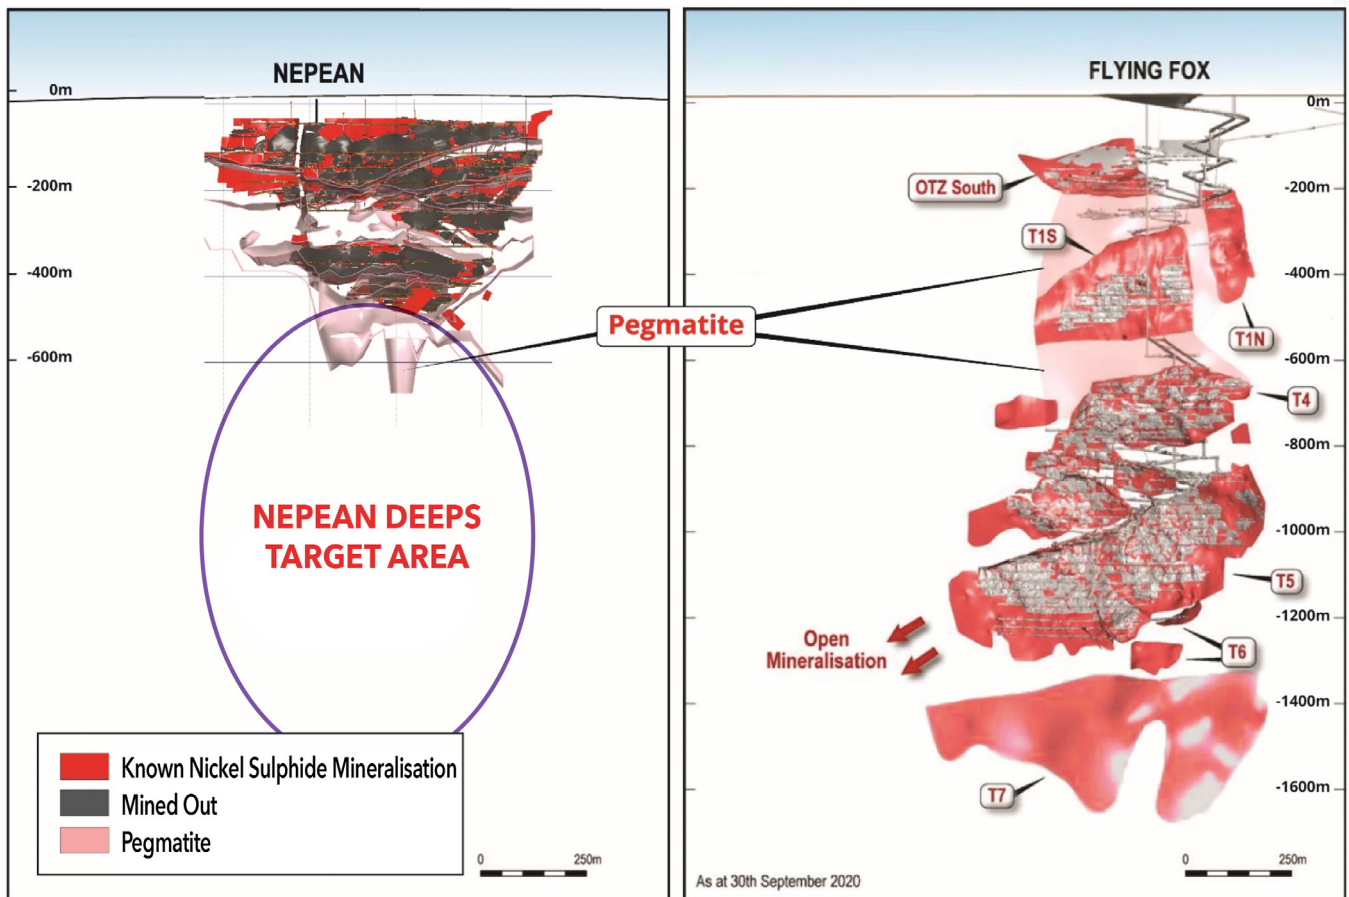 NEPEAN
0m
-200m
-400m
-600m
NEPEAN DEEPS
TARGET AREA
Known Nickel Sulphide Mineralisation
Mined Out
Pegmatite
0 250m
Pegmatite
FLYING FOX
0m
-200m
-400m
-600m
-800m
-1000m
-1200m
-1400m
-1600m
OTZ South
T1S
T1N
T4
T5
T6
T7
Open
Mineralisation
As at 30th September 2020
0 250m